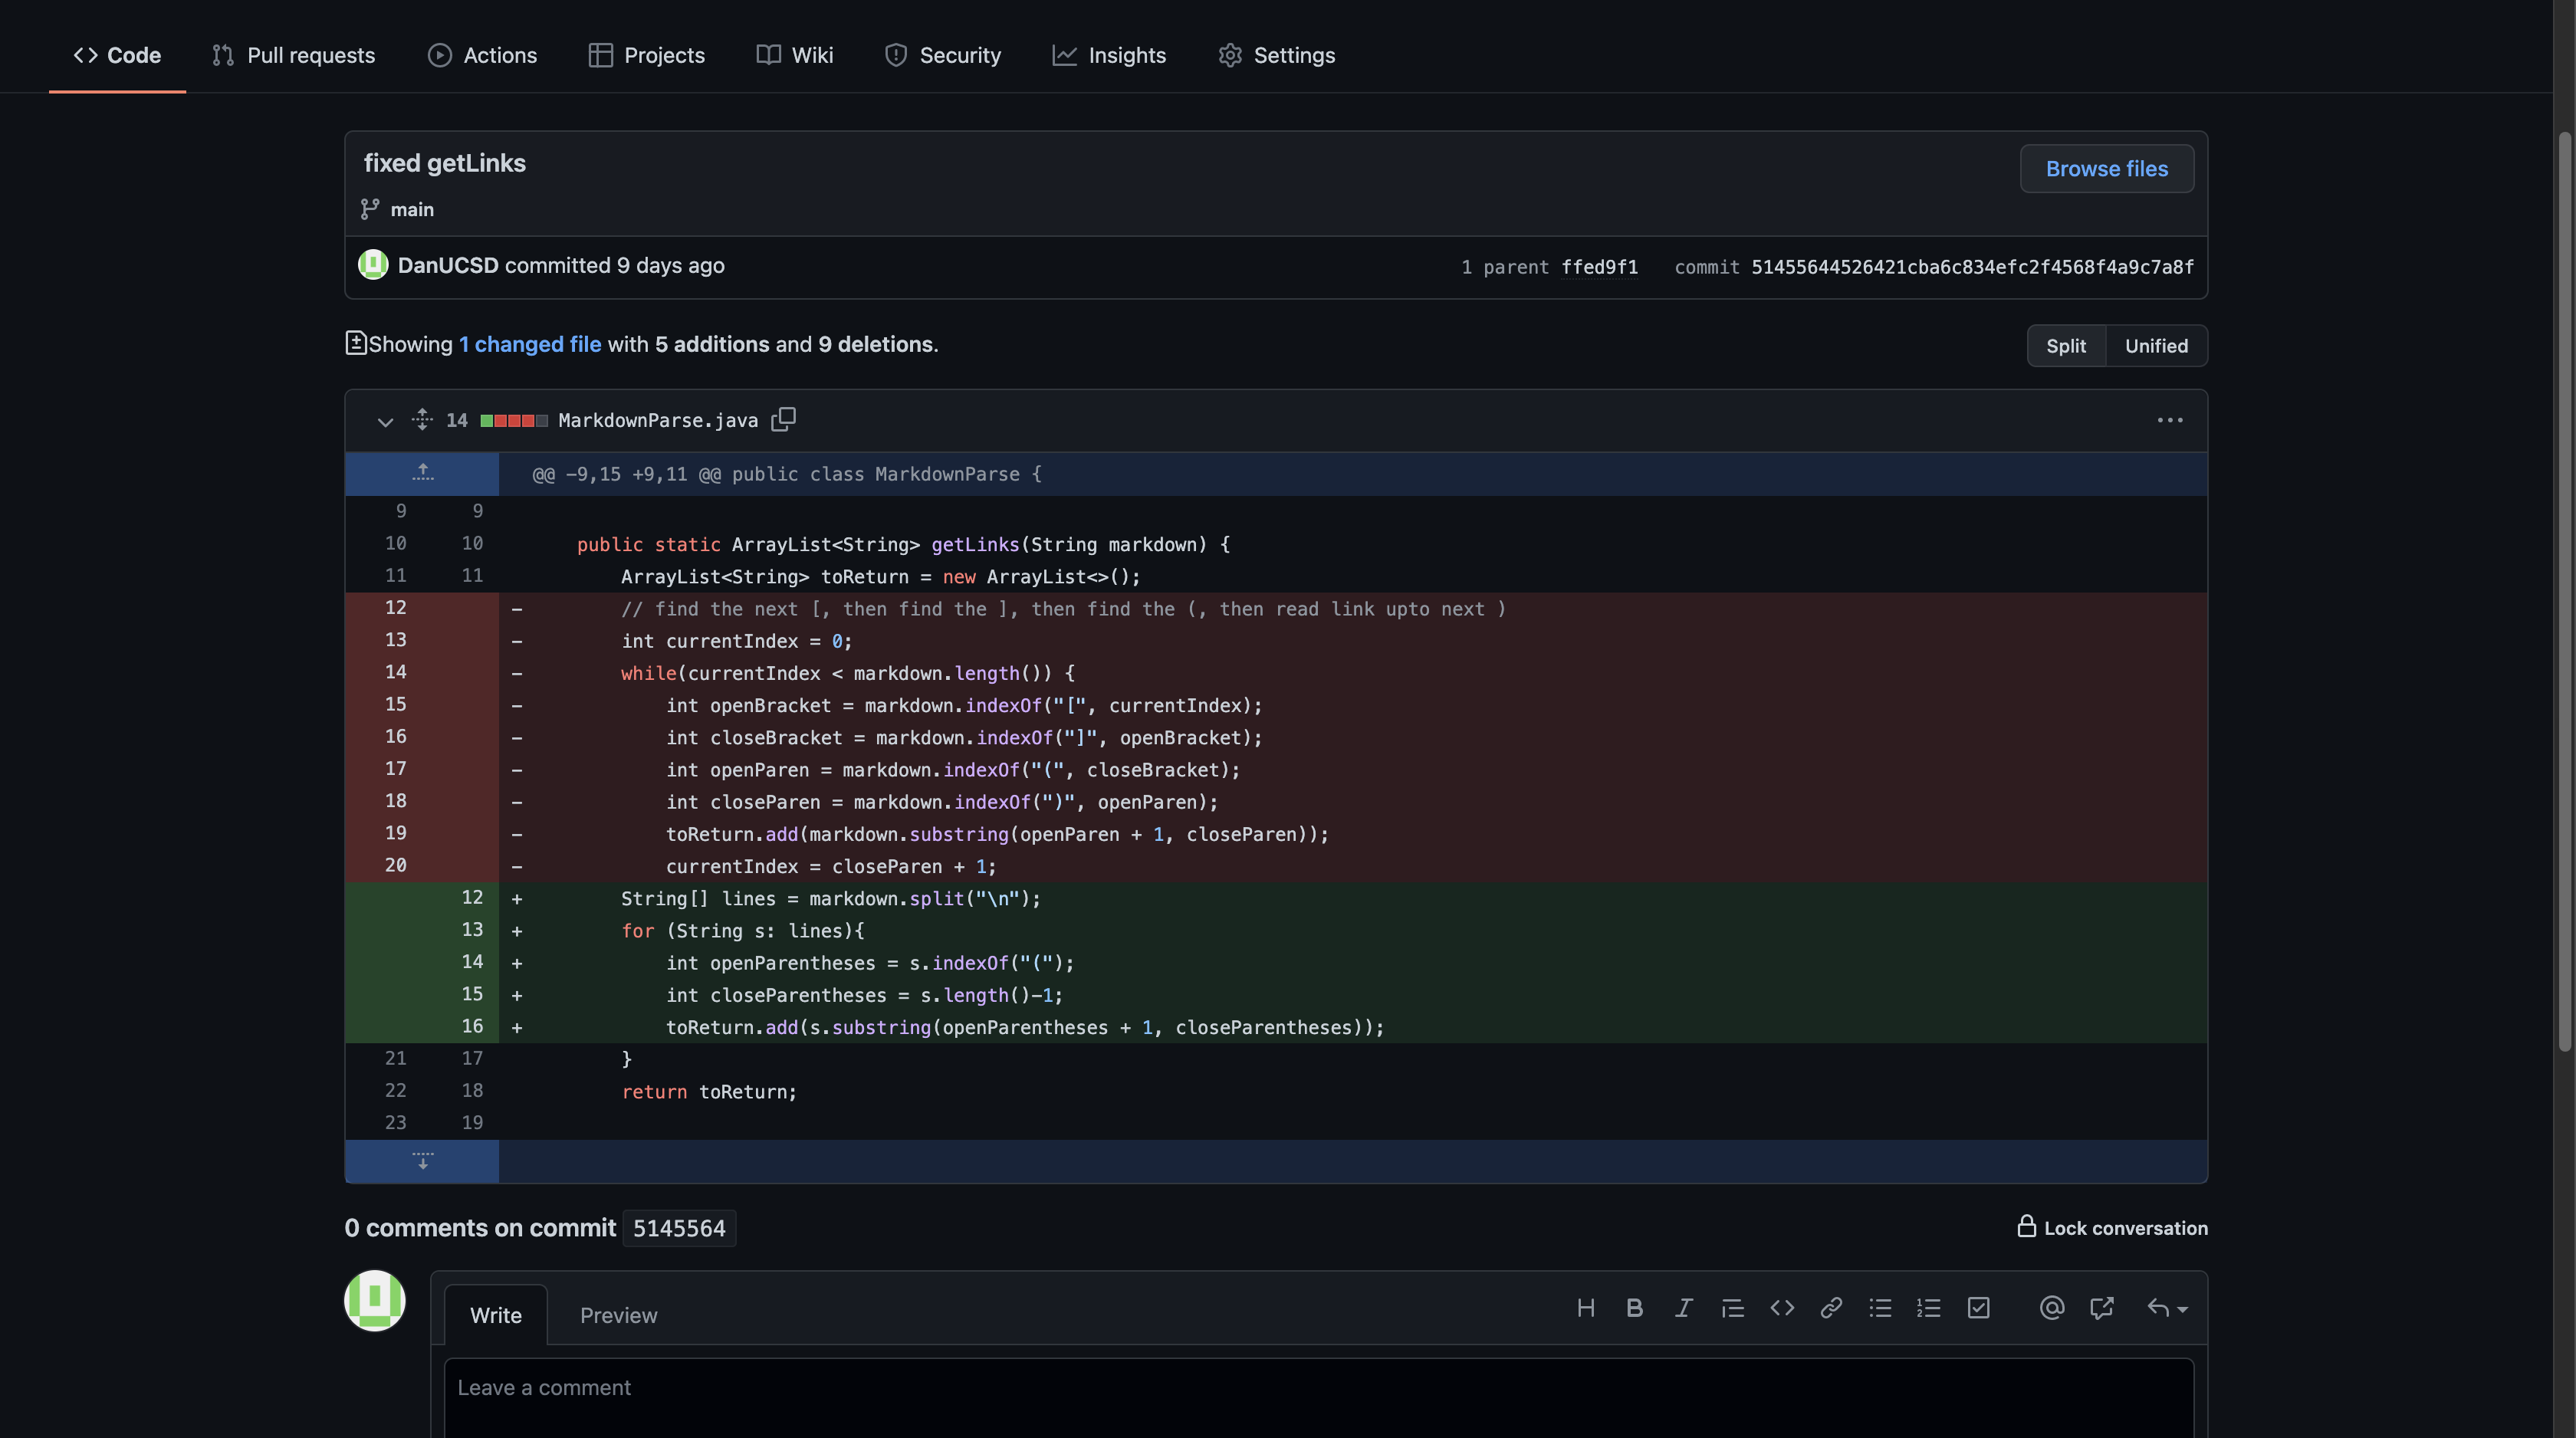 Code Pull requests Actions Projects Wiki Security Insights Settings
fixed getLinks
Browse files
main
DanUCSD committed 9 days ago 1 parent ffed9f1 commit 51455644526421cba6c834efc2f4568f4a9c7a8f
Showing 1 changed file with 5 additions and 9 deletions.
Split Unified
14 MarkdownParse.java
@@ -9,15 +9,11 @@ public class MarkdownParse {
9 9
10 10 public static ArrayList<String> getLinks(String markdown) {
11 11 ArrayList<String> toReturn = new ArrayList<>();
12 - // find the next [, then find the ], then find the (, then read link upto next )
13 - int currentIndex = 0;
14 - while(currentIndex < markdown.length()) {
15 - int openBracket = markdown.indexOf("[", currentIndex);
16 - int closeBracket = markdown.indexOf("]", openBracket);
17 - int openParen = markdown.indexOf("(", closeBracket);
18 - int closeParen = markdown.indexOf(")", openParen);
19 - toReturn.add(markdown.substring(openParen + 1, closeParen));
20 - currentIndex = closeParen + 1;
12 + String[] lines = markdown.split("\n");
13 + for (String s: lines){
14 + int openParentheses = s.indexOf("(");
15 + int closeParentheses = s.length()-1;
16 + toReturn.add(s.substring(openParentheses + 1, closeParentheses));
21 17 }
22 18 return toReturn;
23 19
0 comments on commit 5145564
Lock conversation
Write Preview
Leave a comment